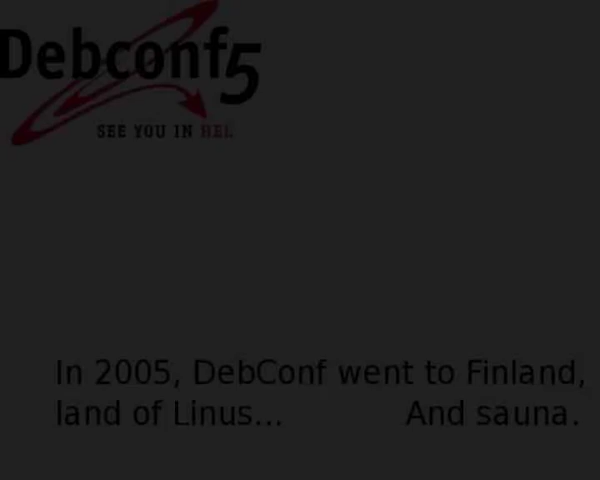 Debconf5
SEE YOU IN HEL
In 2005, DebConf went to Finland,
land of Linus... And sauna.